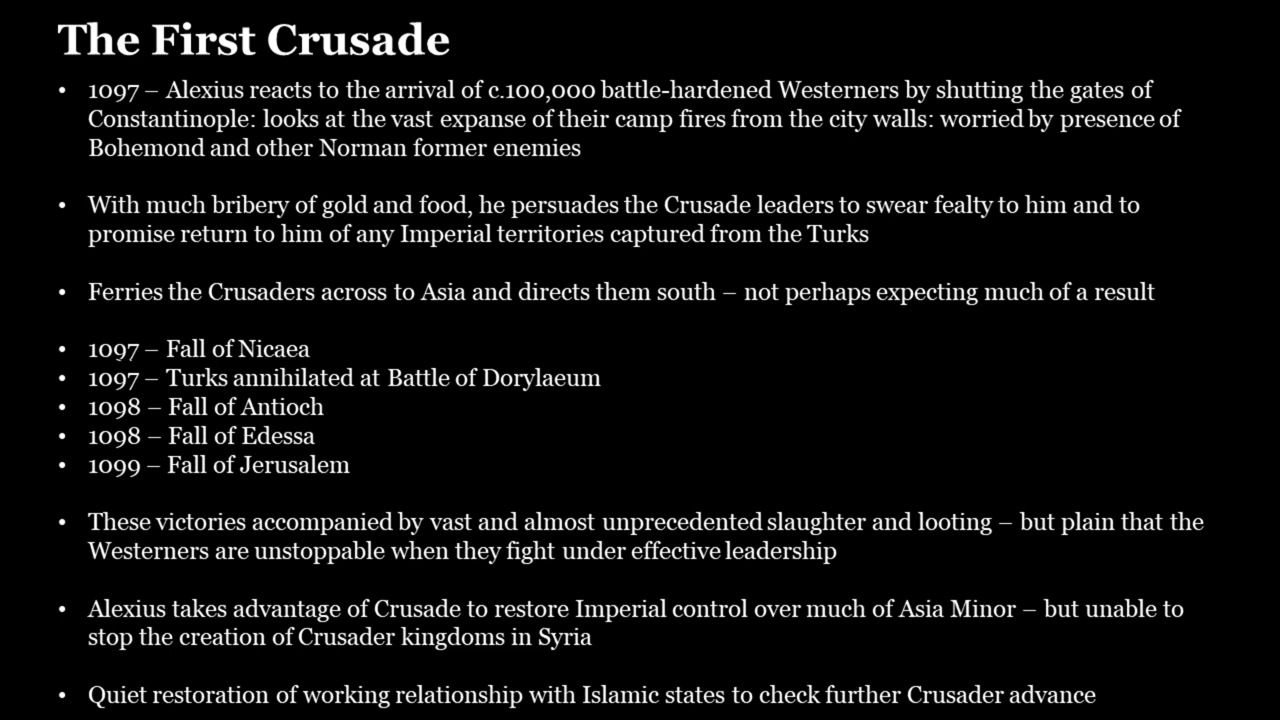 The First Crusade
• 1097 – Alexius reacts to the arrival of c.100,000 battle-hardened Westerners by shutting the gates of
Constantinople: looks at the vast expanse of their camp fires from the city walls: worried by presence of
Bohemond and other Norman former enemies
• With much bribery of gold and food, he persuades the Crusade leaders to swear fealty to him and to
promise return to him of any Imperial territories captured from the Turks
• Ferries the Crusaders across to Asia and directs them south – not perhaps expecting much of a result
• 1097 – Fall of Nicaea
• 1097 – Turks annihilated at Battle of Dorylaeum
• 1098 – Fall of Antioch
• 1098 – Fall of Edessa
• 1099 – Fall of Jerusalem
• These victories accompanied by vast and almost unprecedented slaughter and looting – but plain that the
Westerners are unstoppable when they fight under effective leadership
• Alexius takes advantage of Crusade to restore Imperial control over much of Asia Minor – but unable to
stop the creation of Crusader kingdoms in Syria
• Quiet restoration of working relationship with Islamic states to check further Crusader advance